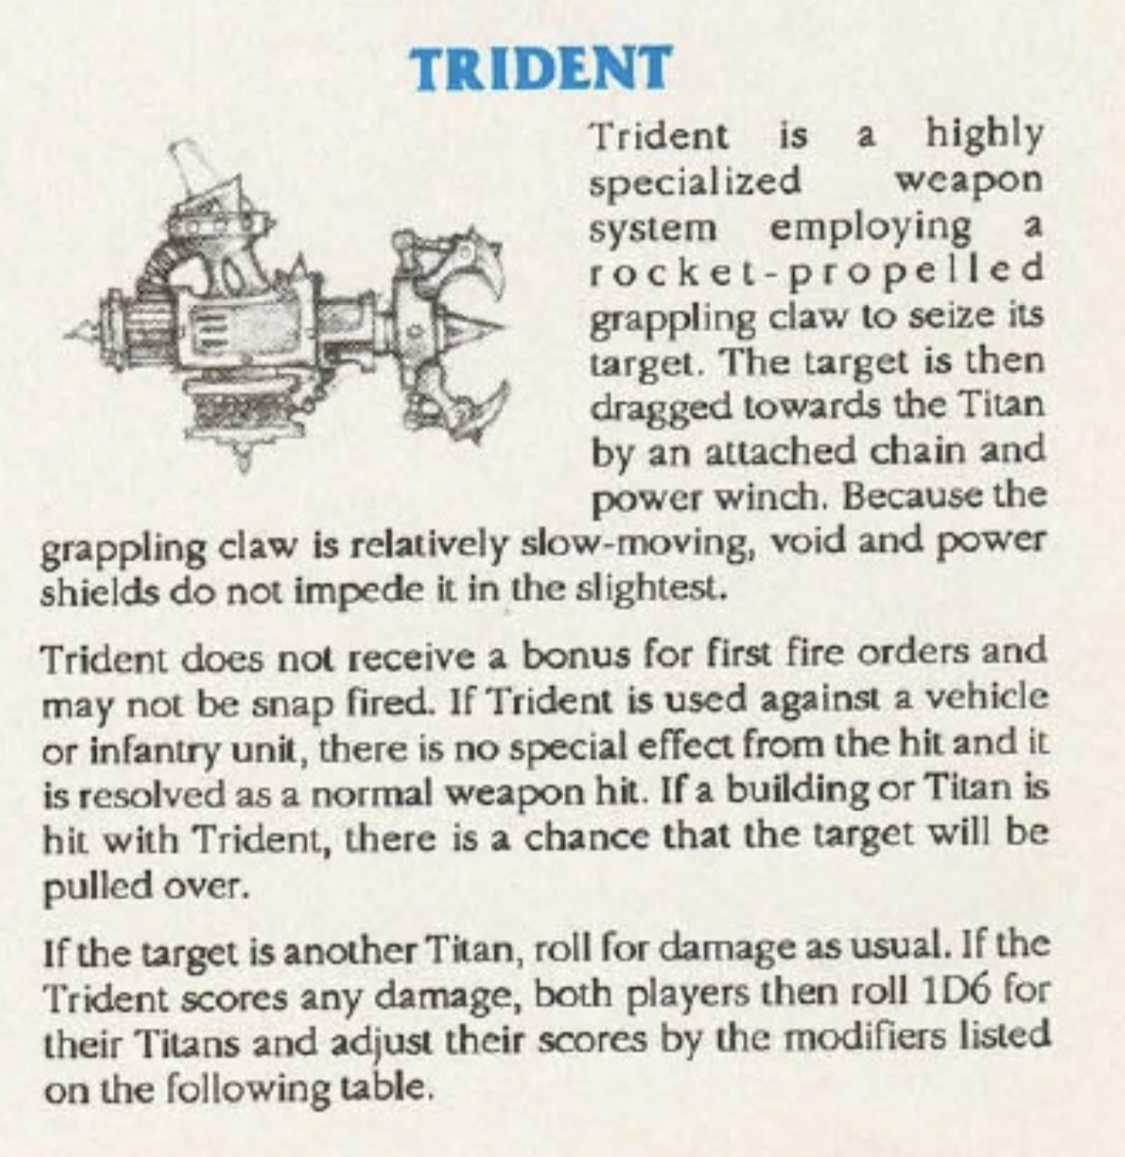 TRIDENT
Trident is a highly
specialized weapon
system employing a
rocket-propelled
grappling claw to seize its
target. The target is then
dragged towards the Titan
by an attached chain and
power winch. Because the
grappling claw is relatively slow-moving, void and power
shields do not impede it in the slightest.
Trident does not receive a bonus for first fire orders and
may not be snap fired. If Trident is used against a vehicle
or infantry unit, there is no special effect from the hit and it
is resolved as a normal weapon hit. If a building or Titan is
hit with Trident, there is a chance that the target will be
pulled over.
If the target is another Titan, roll for damage as usual. If the
Trident scores any damage, both players then roll 1D6 for
their Titans and adjust their scores by the modifiers listed
on the following table.